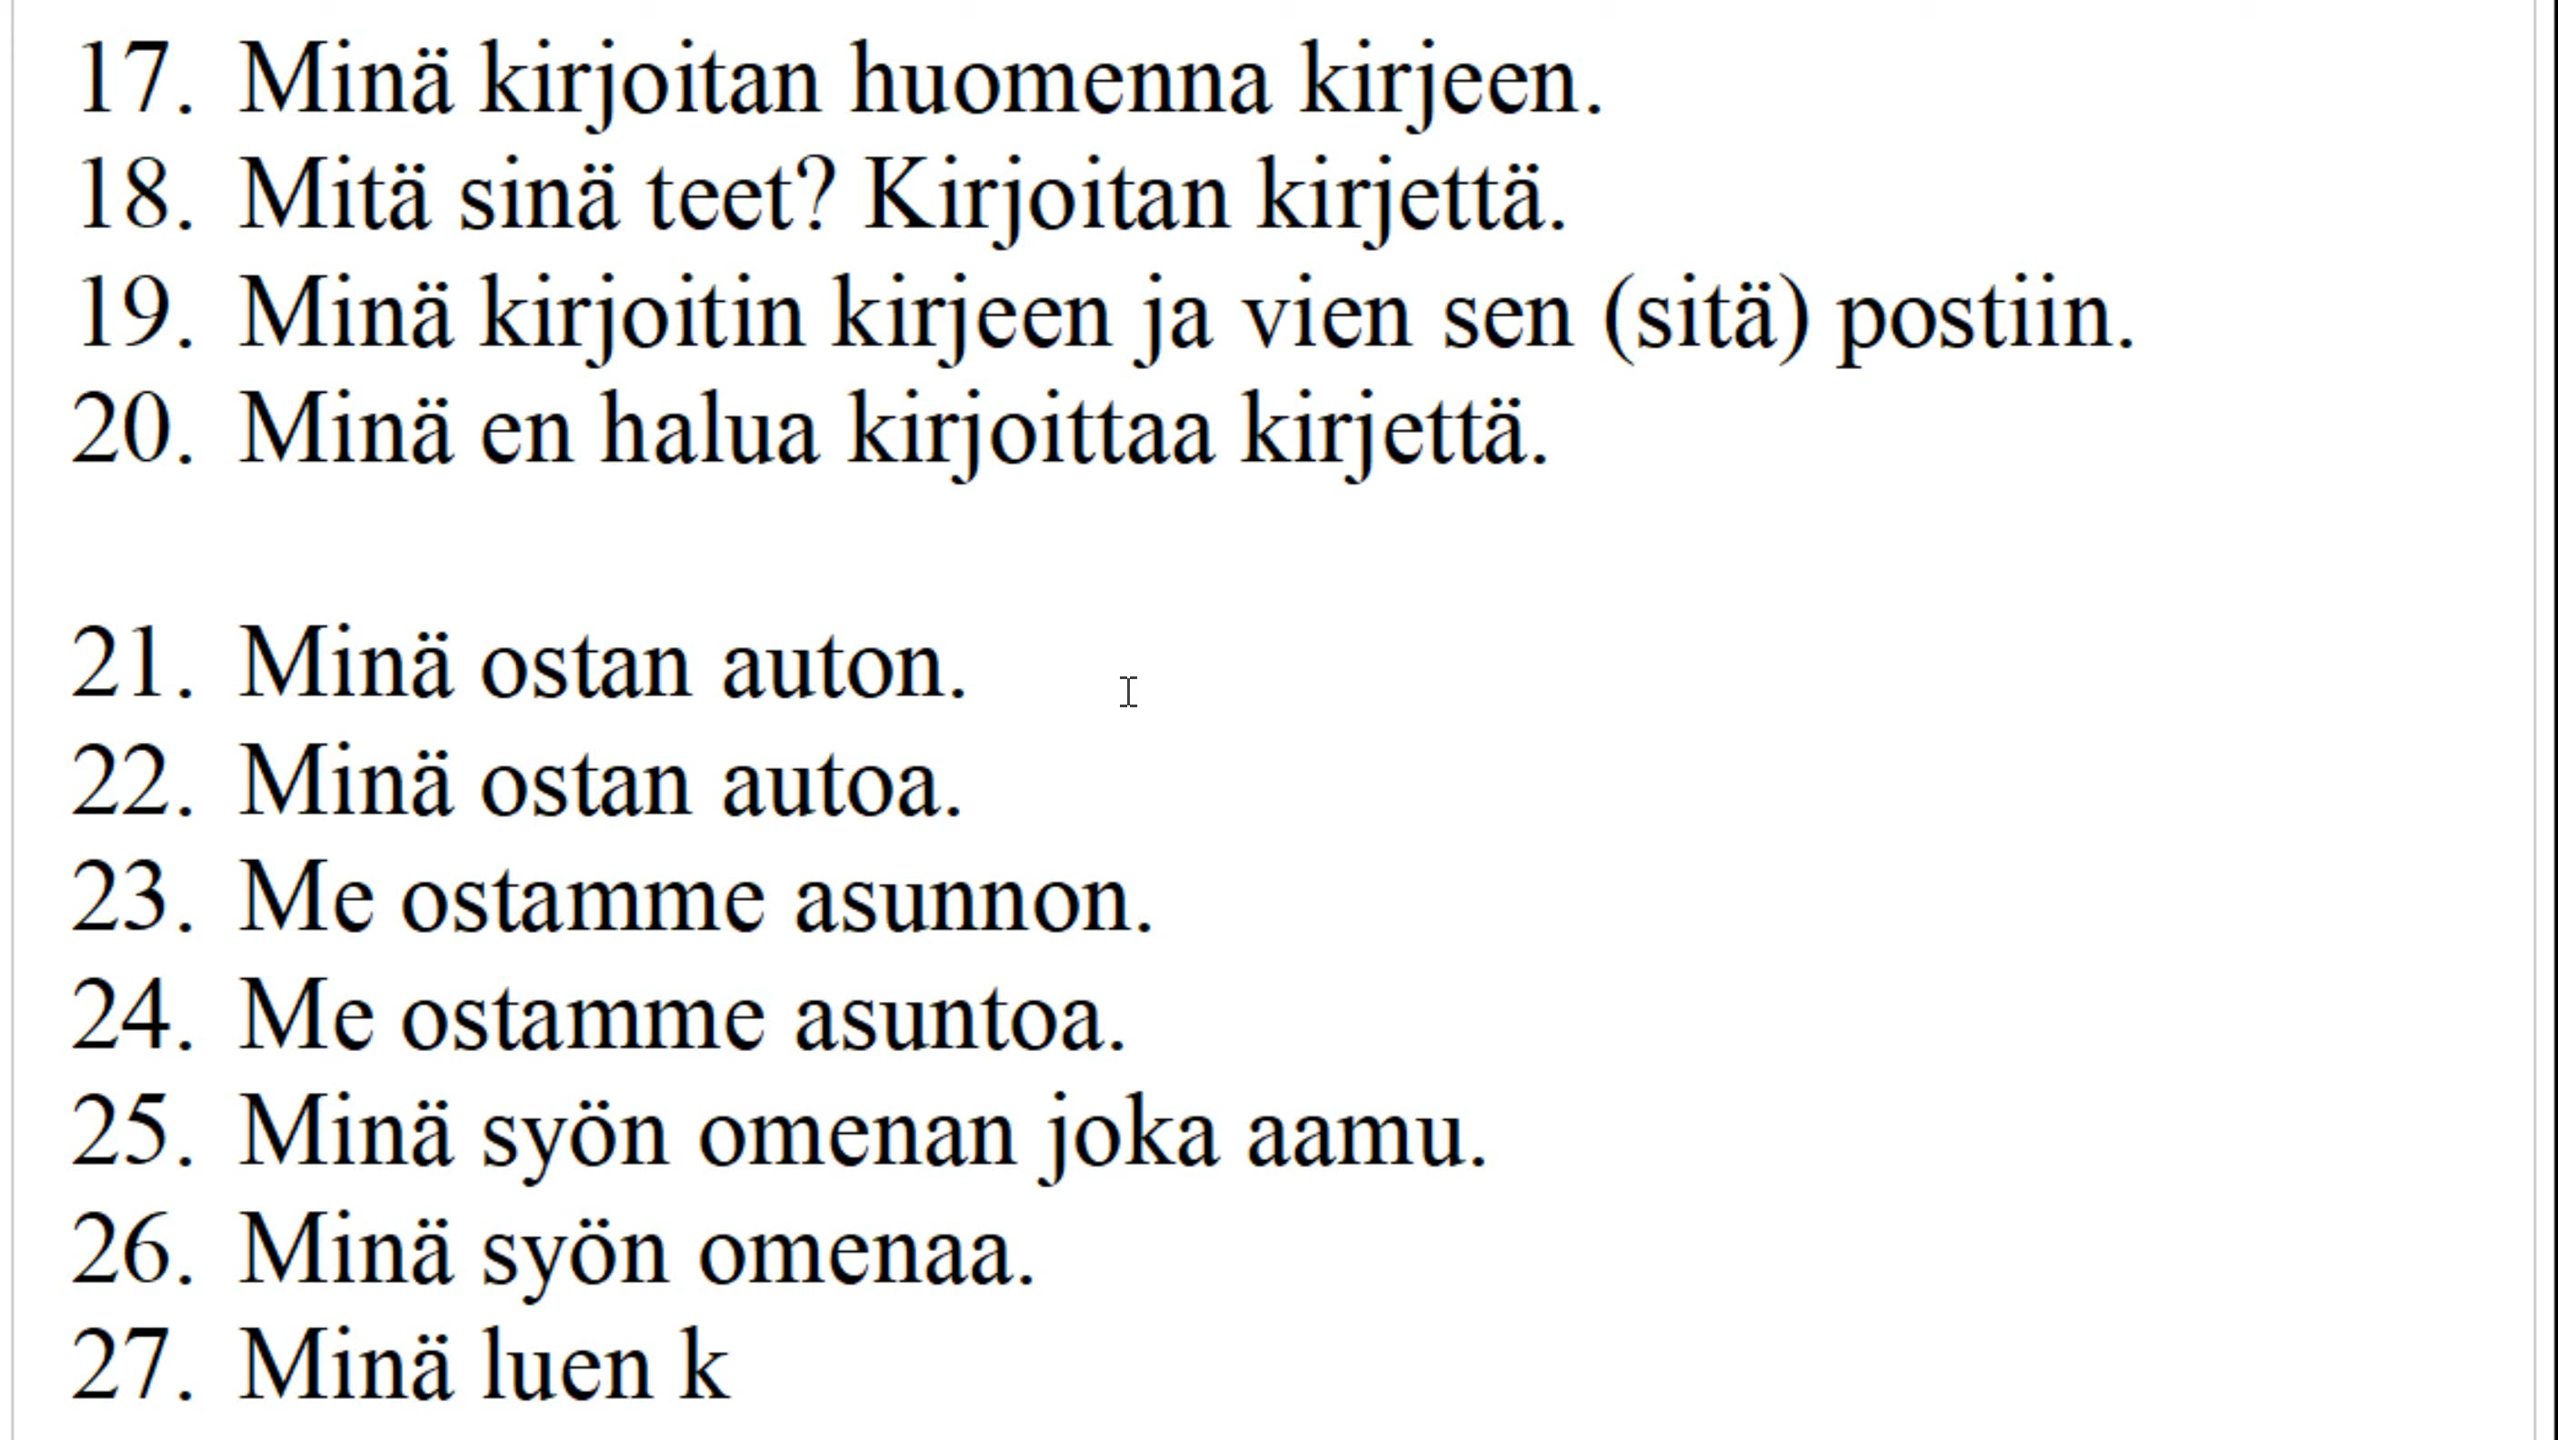 17. Minä kirjoitan huomenna kirjeen.
18. Mitä sinä teet? Kirjoitan kirjettä.
19. Minä kirjoitin kirjeen ja vien sen (sitä) postiin.
20. Minä en halua kirjoittaa kirjettä.
21. Minä ostan auton.
22. Minä ostan autoa.
23. Me ostamme asunnon.
24. Me ostamme asuntoa.
25. Minä syön omenan joka aamu.
26. Minä syön omenaa.
27. Minä luen k